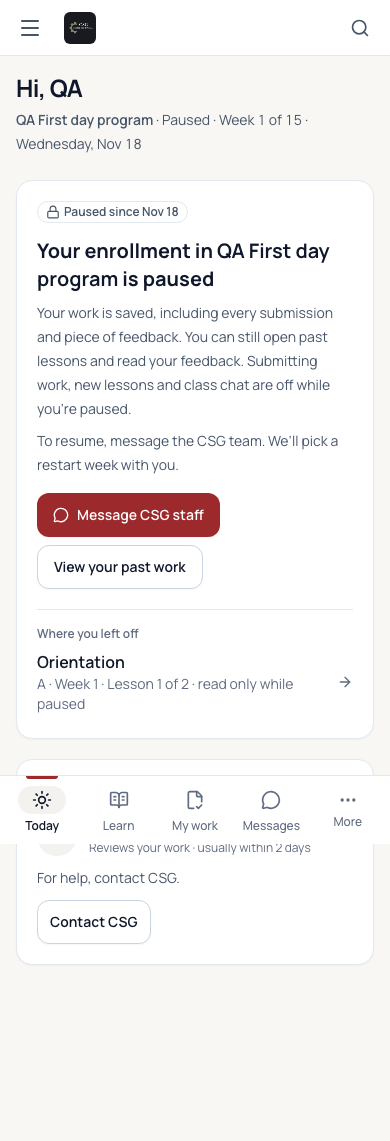 Hi, QA
QA First day program · Paused · Week 1 of 15 ·
Wednesday, Nov 18
Paused since Nov 18
Your enrollment in QA First day
program is paused
Your work is saved, including every submission
and piece of feedback. You can still open past
lessons and read your feedback. Submitting
work, new lessons and class chat are off while
you're paused.
To resume, message the CSG team. We'll pick a
restart week with you.
Message CSG staff
View your past work
Where you left off
Orientation
A · Week 1 · Lesson 1 of 2 · read only while
paused
Today
Learn
My work
Messages
More
Reviews your work · usually within 2 days
For help, contact CSG.
Contact CSG